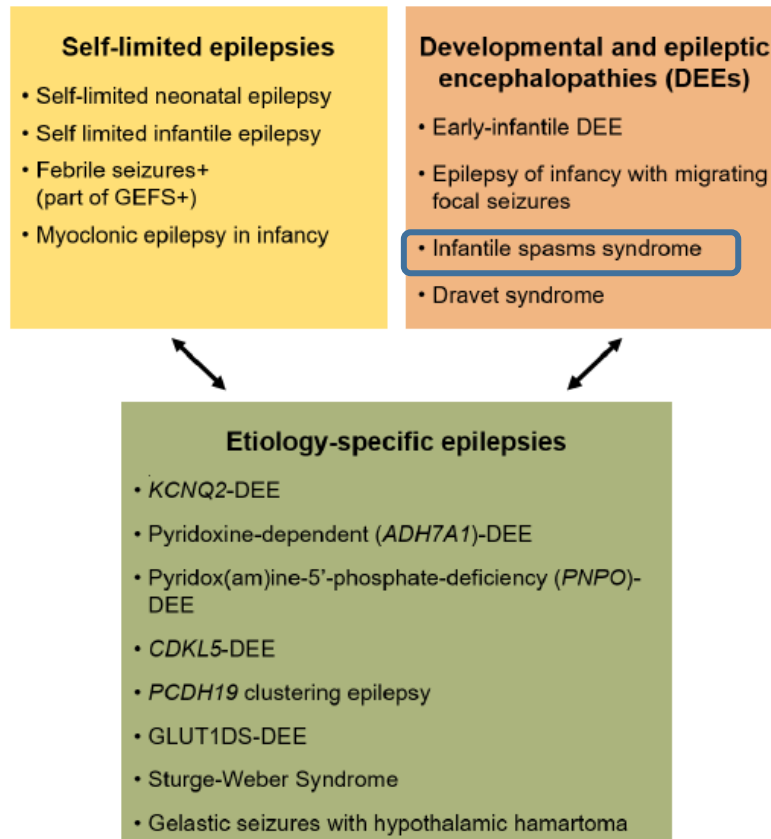 Self-limited epilepsies
• Self-limited neonatal epilepsy
• Self limited infantile epilepsy
• Febrile seizures+
(part of GEFS+)
• Myoclonic epilepsy in infancy
Developmental and epileptic
encephalopathies (DEEs)
• Early-infantile DEE
• Epilepsy of infancy with migrating
focal seizures
• Infantile spasms syndrome
• Dravet syndrome
Etiology-specific epilepsies
• KCNQ2-DEE
• Pyridoxine-dependent (ADH7A1)-DEE
• Pyridox(am)ine-5’-phosphate-deficiency (PNPO)-
DEE
• CDKL5-DEE
• PCDH19 clustering epilepsy
• GLUT1DS-DEE
• Sturge-Weber Syndrome
• Gelastic seizures with hypothalamic hamartoma